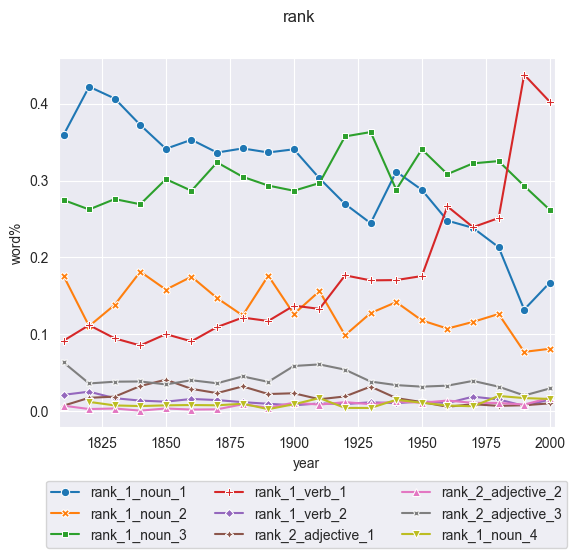 rank
0.4
0.3
0.2
0.1
0.0
word%
1825 1850 1875 1900 1925 1950 1975 2000
year
rank_1_noun_1 rank_1_verb_1 rank_2_adjective_2
rank_1_noun_2 rank_1_verb_2 rank_2_adjective_3
rank_1_noun_3 rank_2_adjective_1 rank_1_noun_4